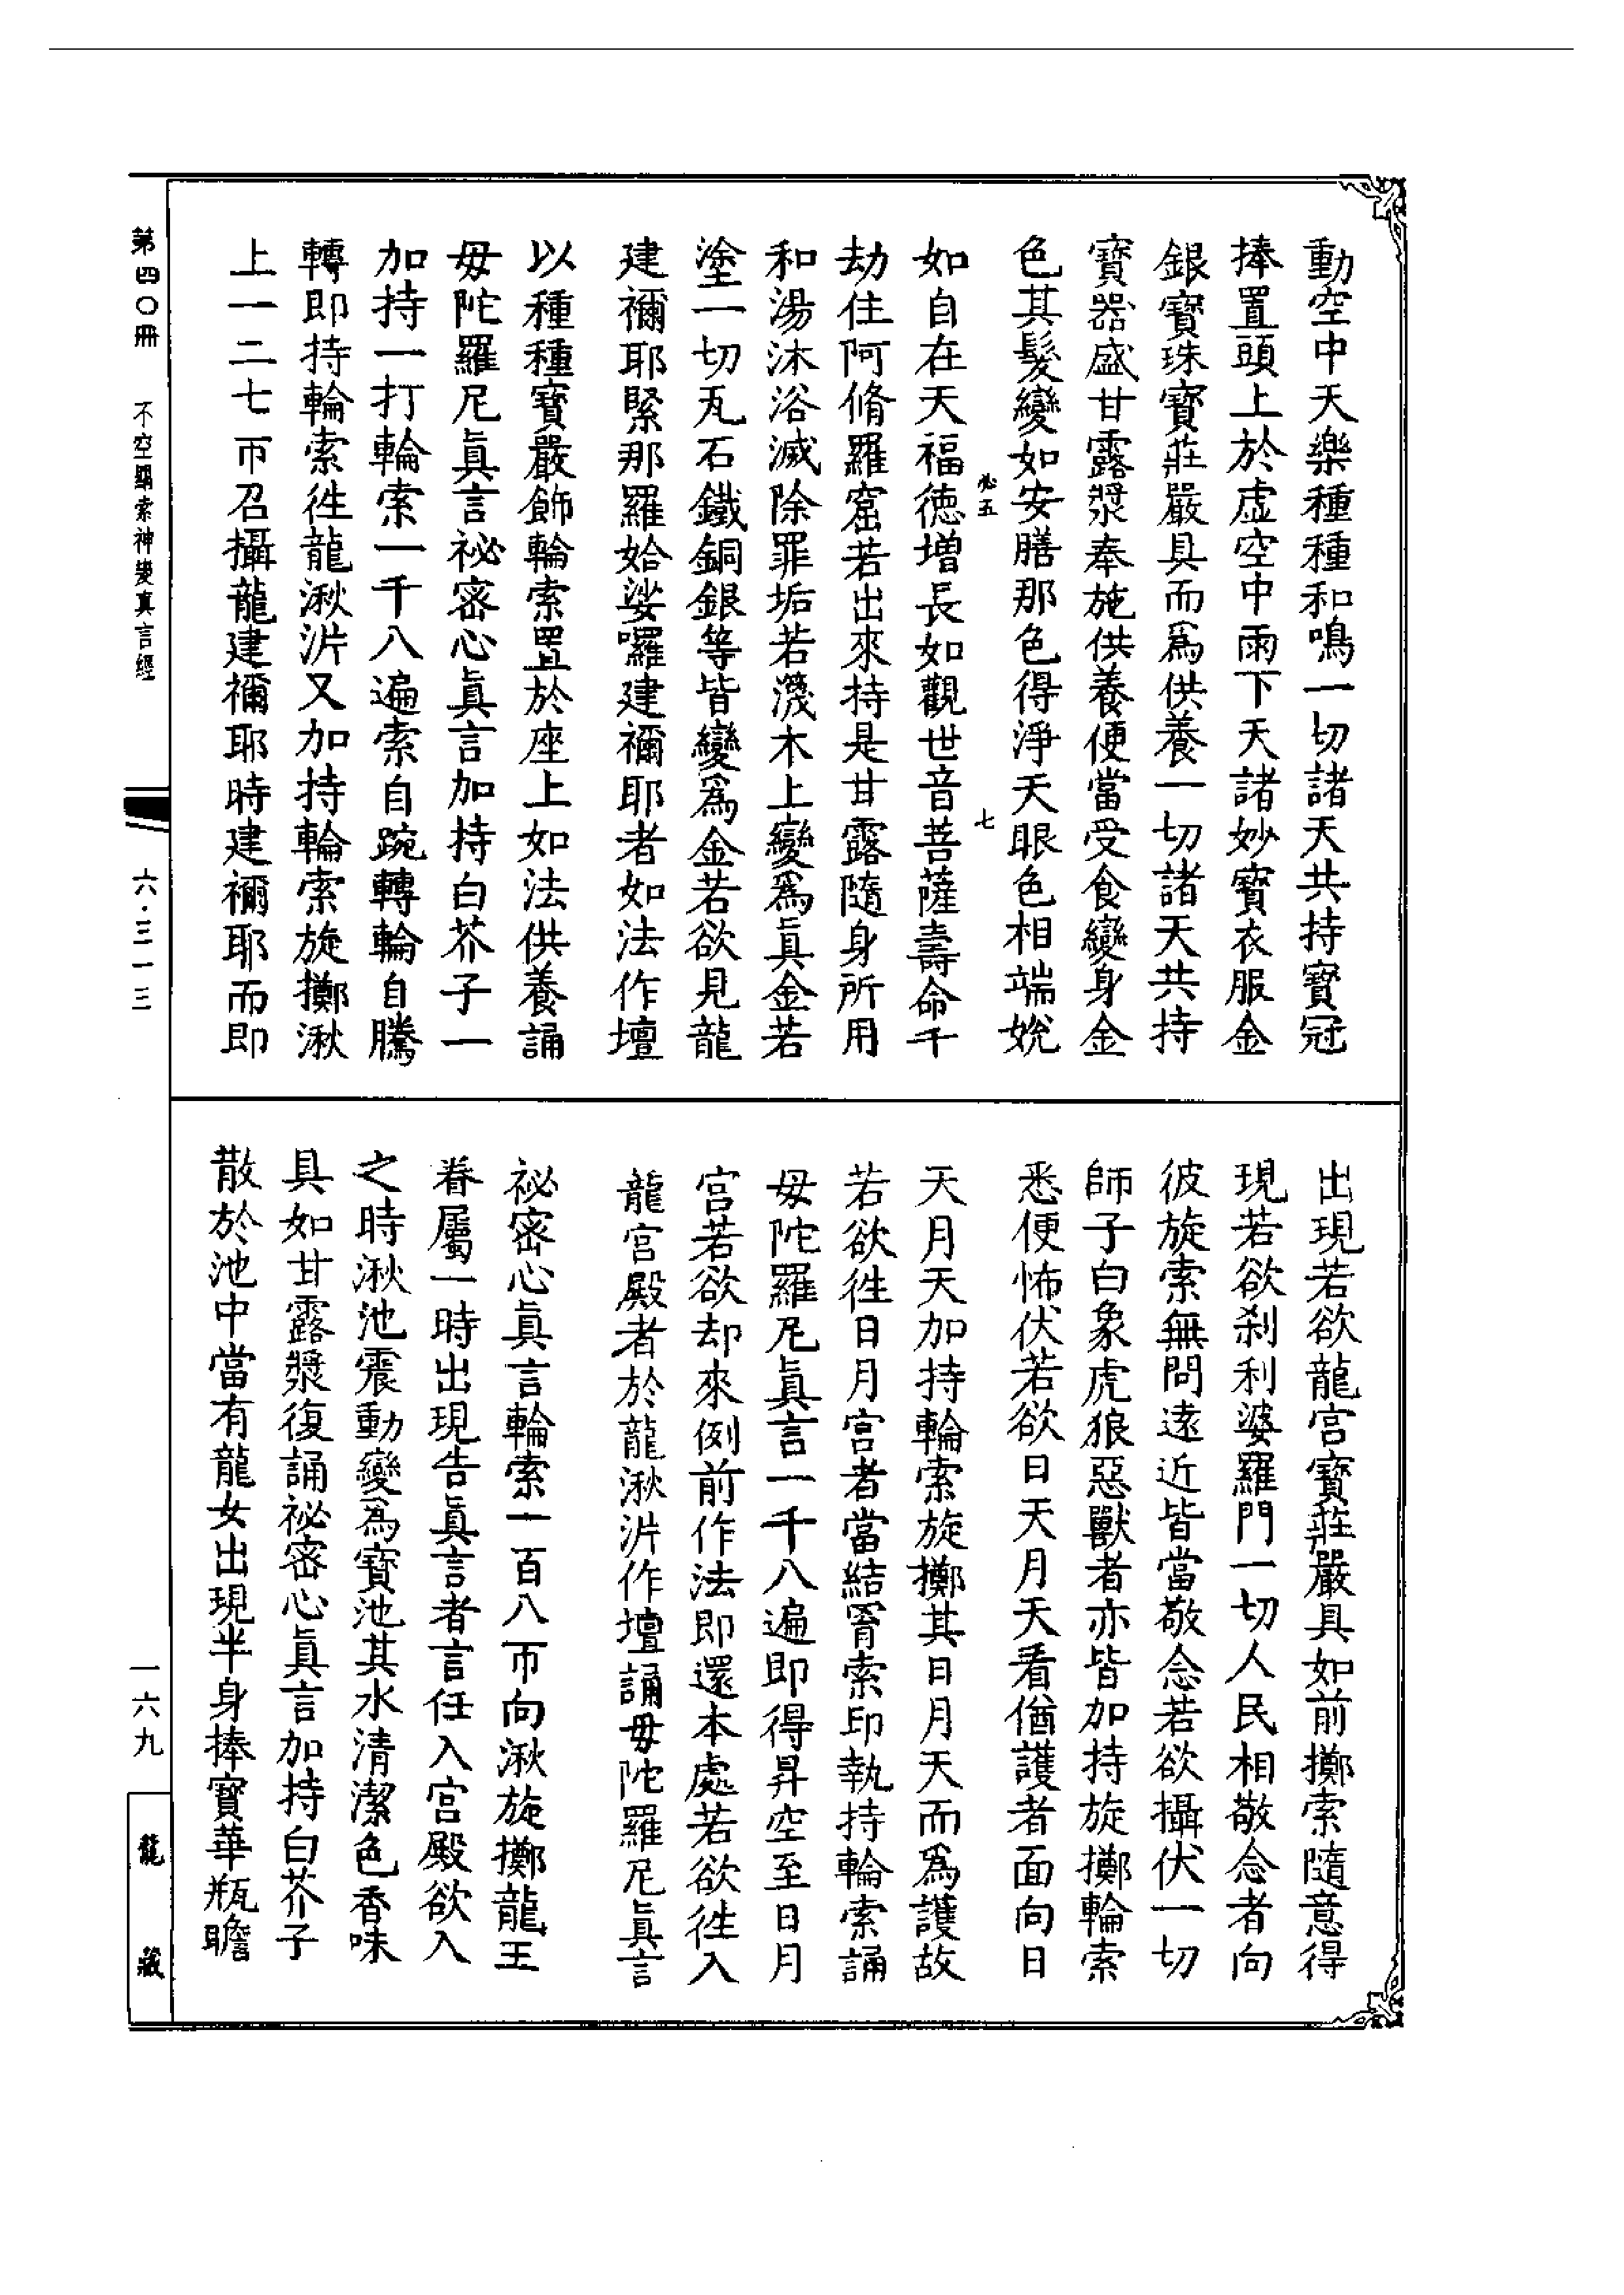 動空中天樂種種和鳴一切諸天共持寶冠
捧置頭上於虛空中雨下天諸妙寶衣服金
銀寶珠寶莊嚴具而爲供養一切諸天共持
寶器盛甘露漿奉施供養便當受食變身金
色其髮變如安膳那色得淨天眼色相端㛐
如自在天福德增長如觀世音菩薩壽命千
劫住阿脩羅窟若出來持是甘露隨身所用
和湯沐浴滅除罪垢若濺木上變爲眞金若
塗一切瓦石鐵銅銀等皆變爲金若欲見龍
建禰耶緊那羅始娑囉建禰耶者如法作壇
以種種寶嚴飾輪索置於座上如法供養誦
毋陀羅尼眞言祕密心眞言加持白芥子一
加持一打輪索一千八遍索自踠轉輪自騰
轉即持輪索徃龍湫泮又加持輪索旋擲湫
上一二七帀召攝龍建禰耶時建禰耶而即
必五
七
出現若欲龍宮寶莊嚴具如前擲索隨意得
現若欲刹利婆羅門一切人民相敬念者向
彼旋索無問遠近皆當敬念若欲攝伏一切
師子白象虎狼惡獸者亦皆加持旋擲輪索
悉便怖伏若欲日天月天看偤護者面向日
天月天加持輪索旋擲其日月天而爲護故
若欲徃日月宮者當結罥索印執持輪索誦
毋陀羅尼眞言一千八遍即得昇空至日月
宮若欲却來例前作法即還本處若欲徃入
龍宮殿者於龍湫泮作壇誦毋陀羅尼眞言
祕密心眞言輪索一百八帀向湫旋擲龍王
眷屬一時出現告眞言者言任入宮殿欲入
之時湫池震動變爲寶池其水清潔色香味
具如甘露漿復誦祕密心眞言加持白芥子
散於池中當有龍女出現半身捧寶華瓶瞻
第四〇冊
不空羂索神變真言經
六·三一三
一六九
龍藏